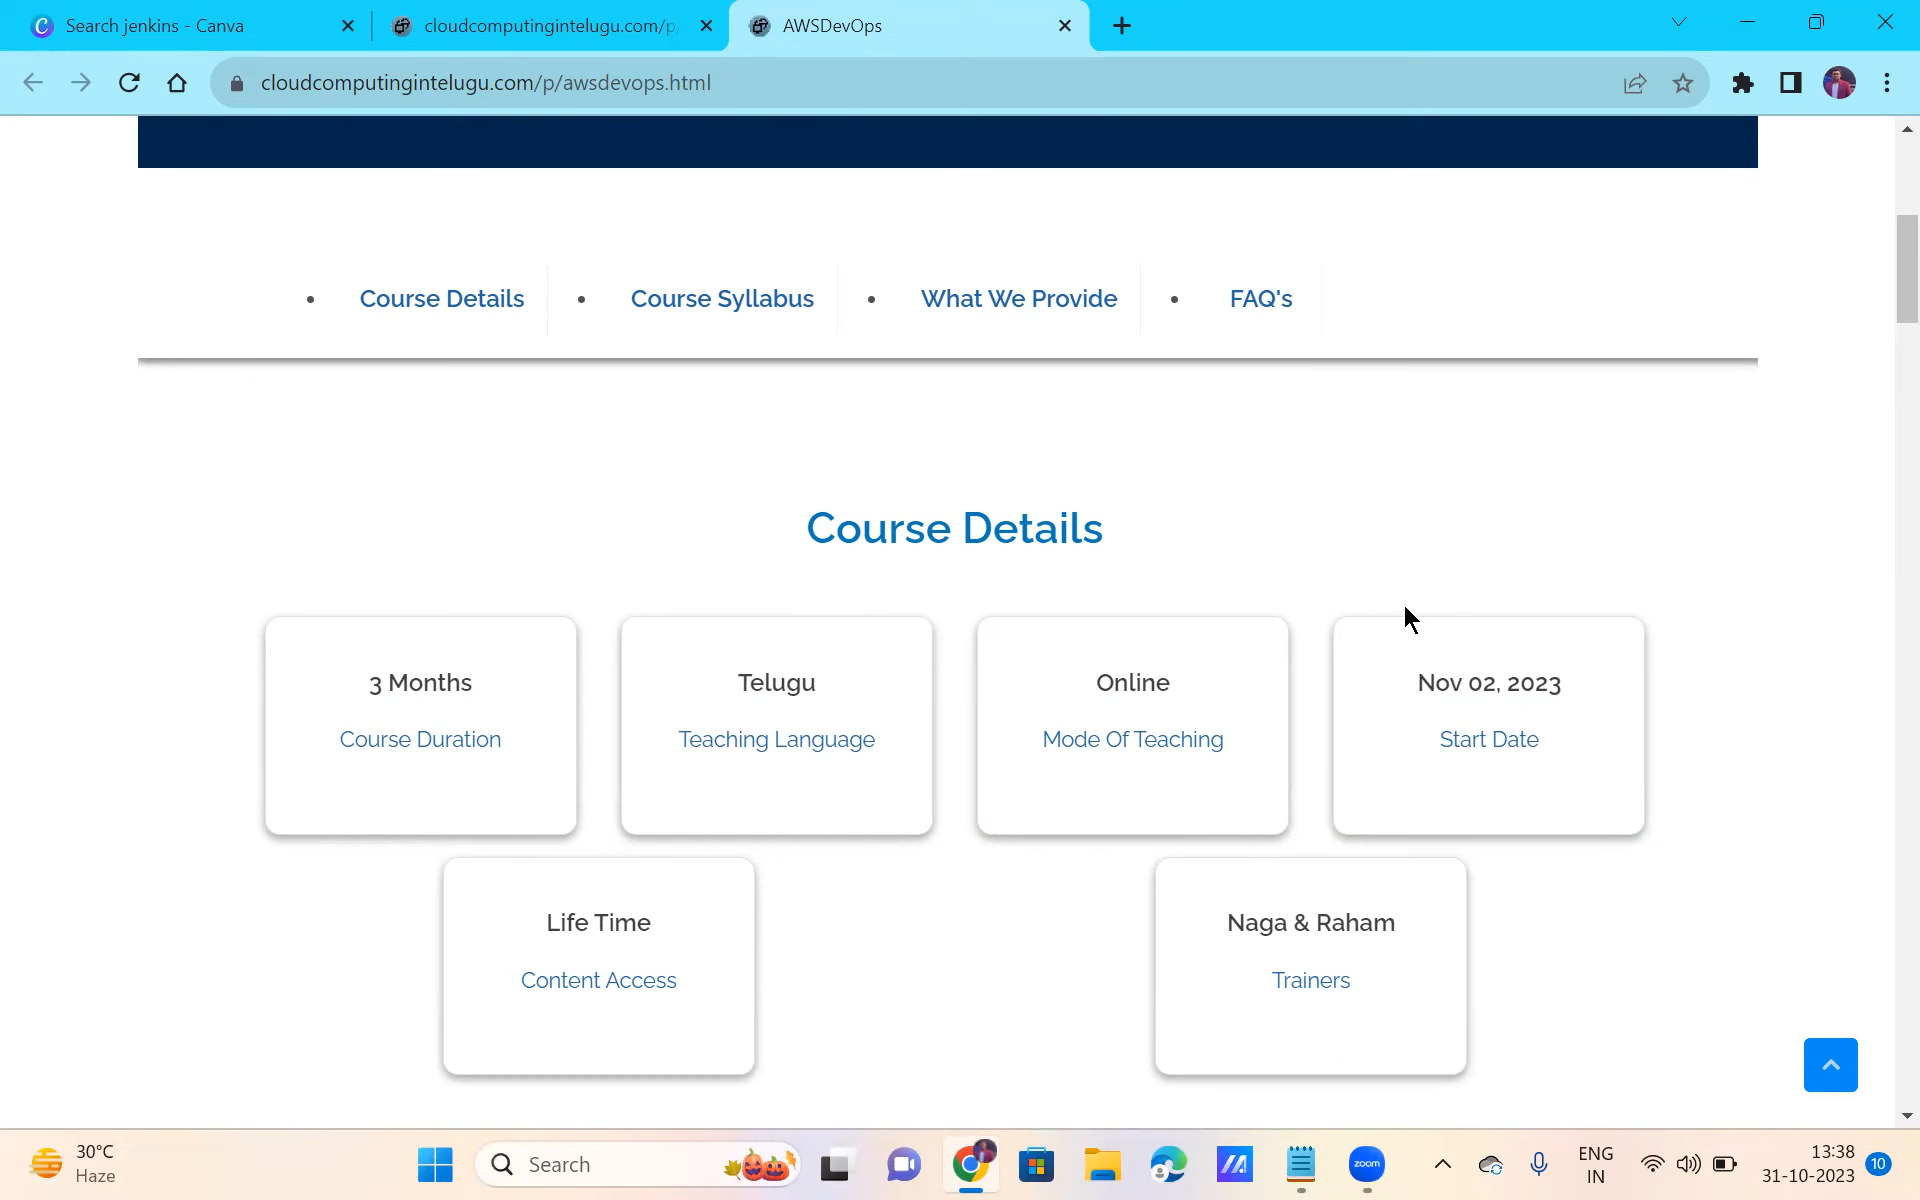 Search jenkins - Canva
cloudcomputingintelugu.com/p
AWSDevOps
cloudcomputingintelugu.com/p/awsdevops.html
Course Details
Course Syllabus
What We Provide
FAQ's
Course Details
3 Months
Telugu
Online
Nov 02, 2023
Course Duration
Teaching Language
Mode Of Teaching
Start Date
Life Time
Naga & Raham
Content Access
Trainers
30°C
Haze
Search
zoom
ENG
IN
13:38
31-10-2023
10